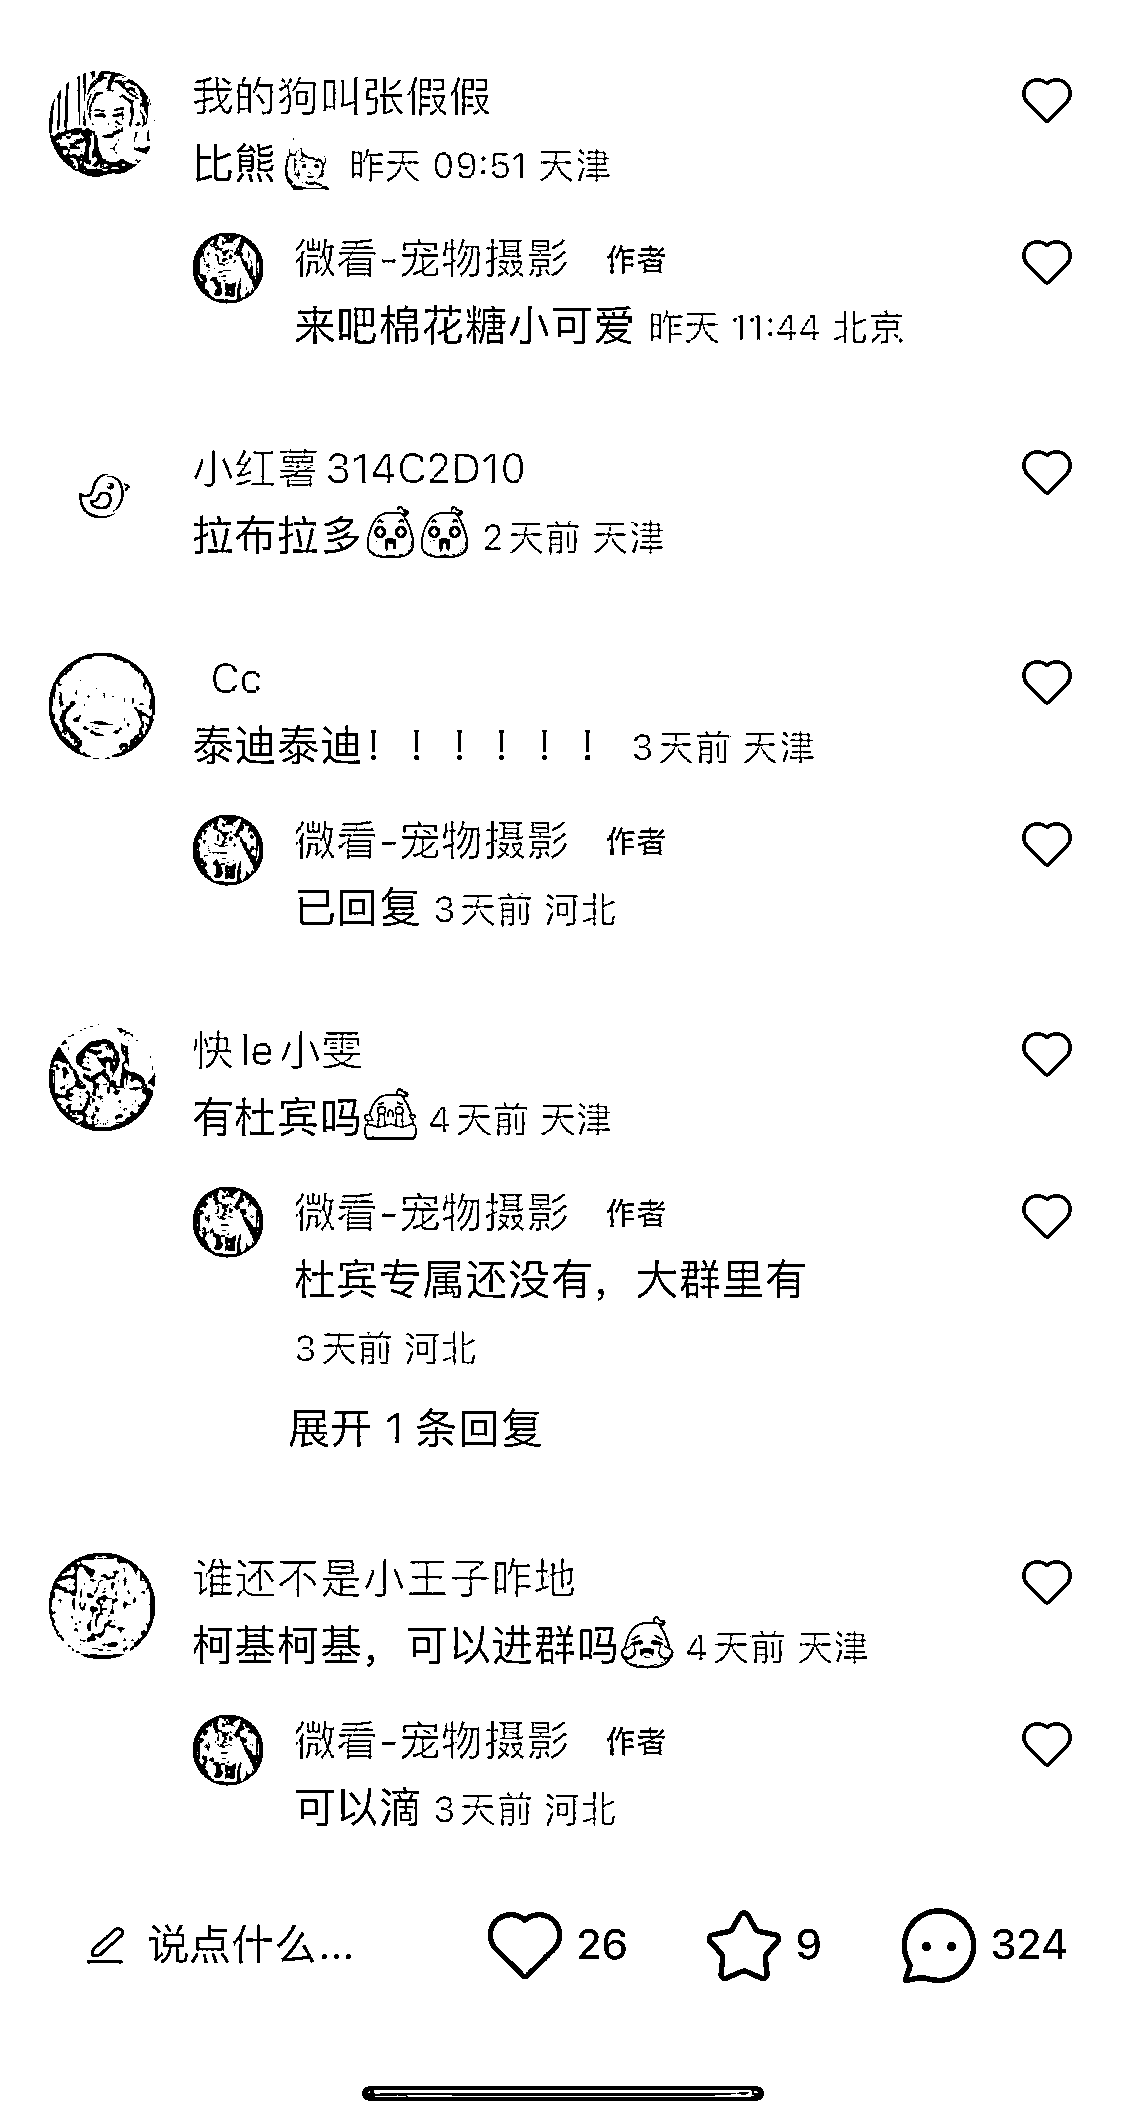 我的狗叫张假假
比熊 昨天 09:51 天津
微看-宠物摄影 作者
来吧棉花糖小可爱 昨天 11:44 北京
小红薯314C2D10
拉布拉多 2天前 天津
Cc
泰迪泰迪！！！！！！ 3天前 天津
微看-宠物摄影 作者
已回复 3天前 河北
快le小雯
有杜宾吗 4天前 天津
微看-宠物摄影 作者
杜宾专属还没有，大群里有
3天前 河北
展开 1 条回复
谁还不是小王子咋地
柯基柯基，可以进群吗 4天前 天津
微看-宠物摄影 作者
可以滴 3天前 河北
说点什么... 26 9 324